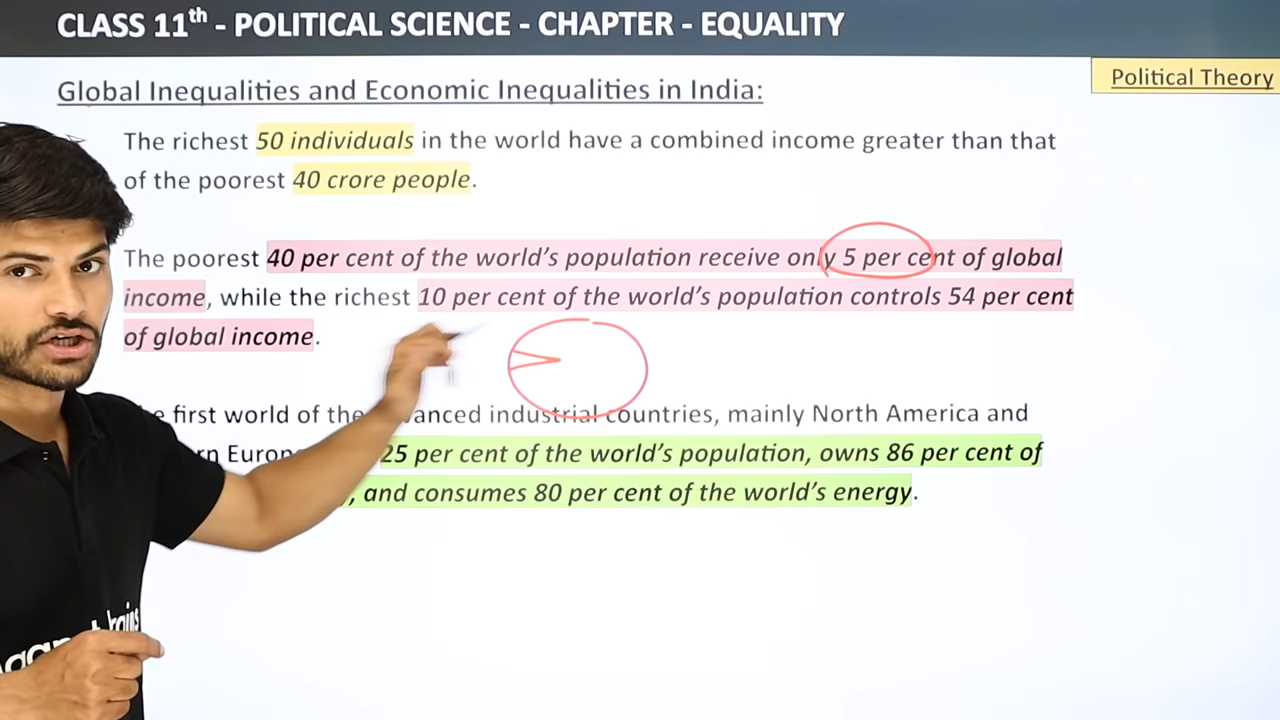 CLASS 11th - POLITICAL SCIENCE - CHAPTER - EQUALITY
Political Theory
Global Inequalities and Economic Inequalities in India:
The richest 50 individuals in the world have a combined income greater than that
of the poorest 40 crore people.
The poorest 40 per cent of the world's population receive only 5 per cent of global
income, while the richest 10 per cent of the world's population controls 54 per cent
of global income.
first world of the advanced industrial countries, mainly North America and
25 per cent of the world's population, owns 86 per cent of
, and consumes 80 per cent of the world's energy.